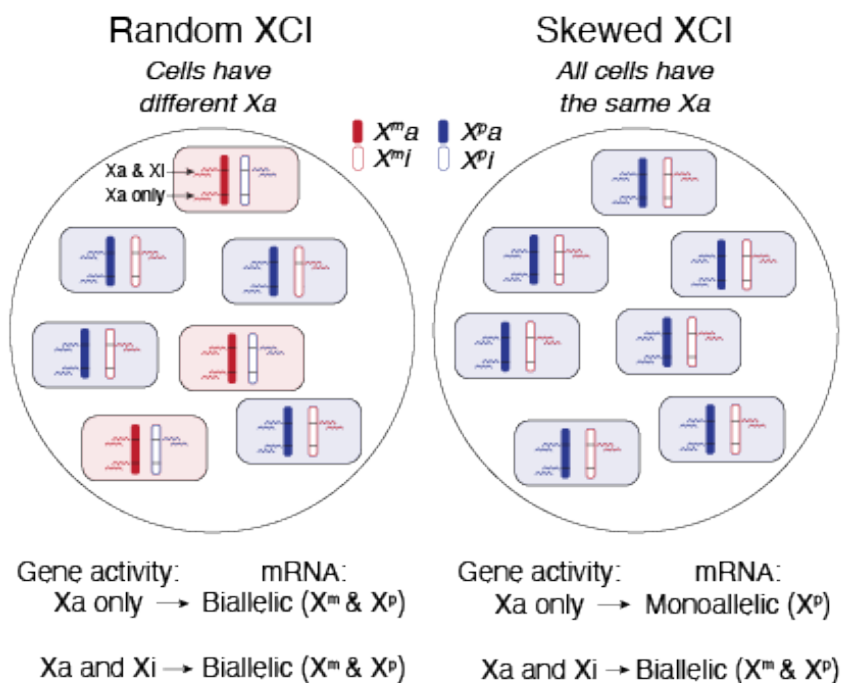 Random XCI
Cells have
different Xa
Skewed XCI
All cells have
the same Xa
Xᵐa Xᵖa
Xᵐi Xᵖi
Xa & XI
Xa only
Gene activity: mRNA:
Xa only → Biallelic (Xᵐ & Xᵖ)
Xa and Xi → Biallelic (Xᵐ & Xᵖ)
Gene activity: mRNA:
Xa only → Monoallelic (Xᵖ)
Xa and Xi → Biallelic (Xᵐ & Xᵖ)